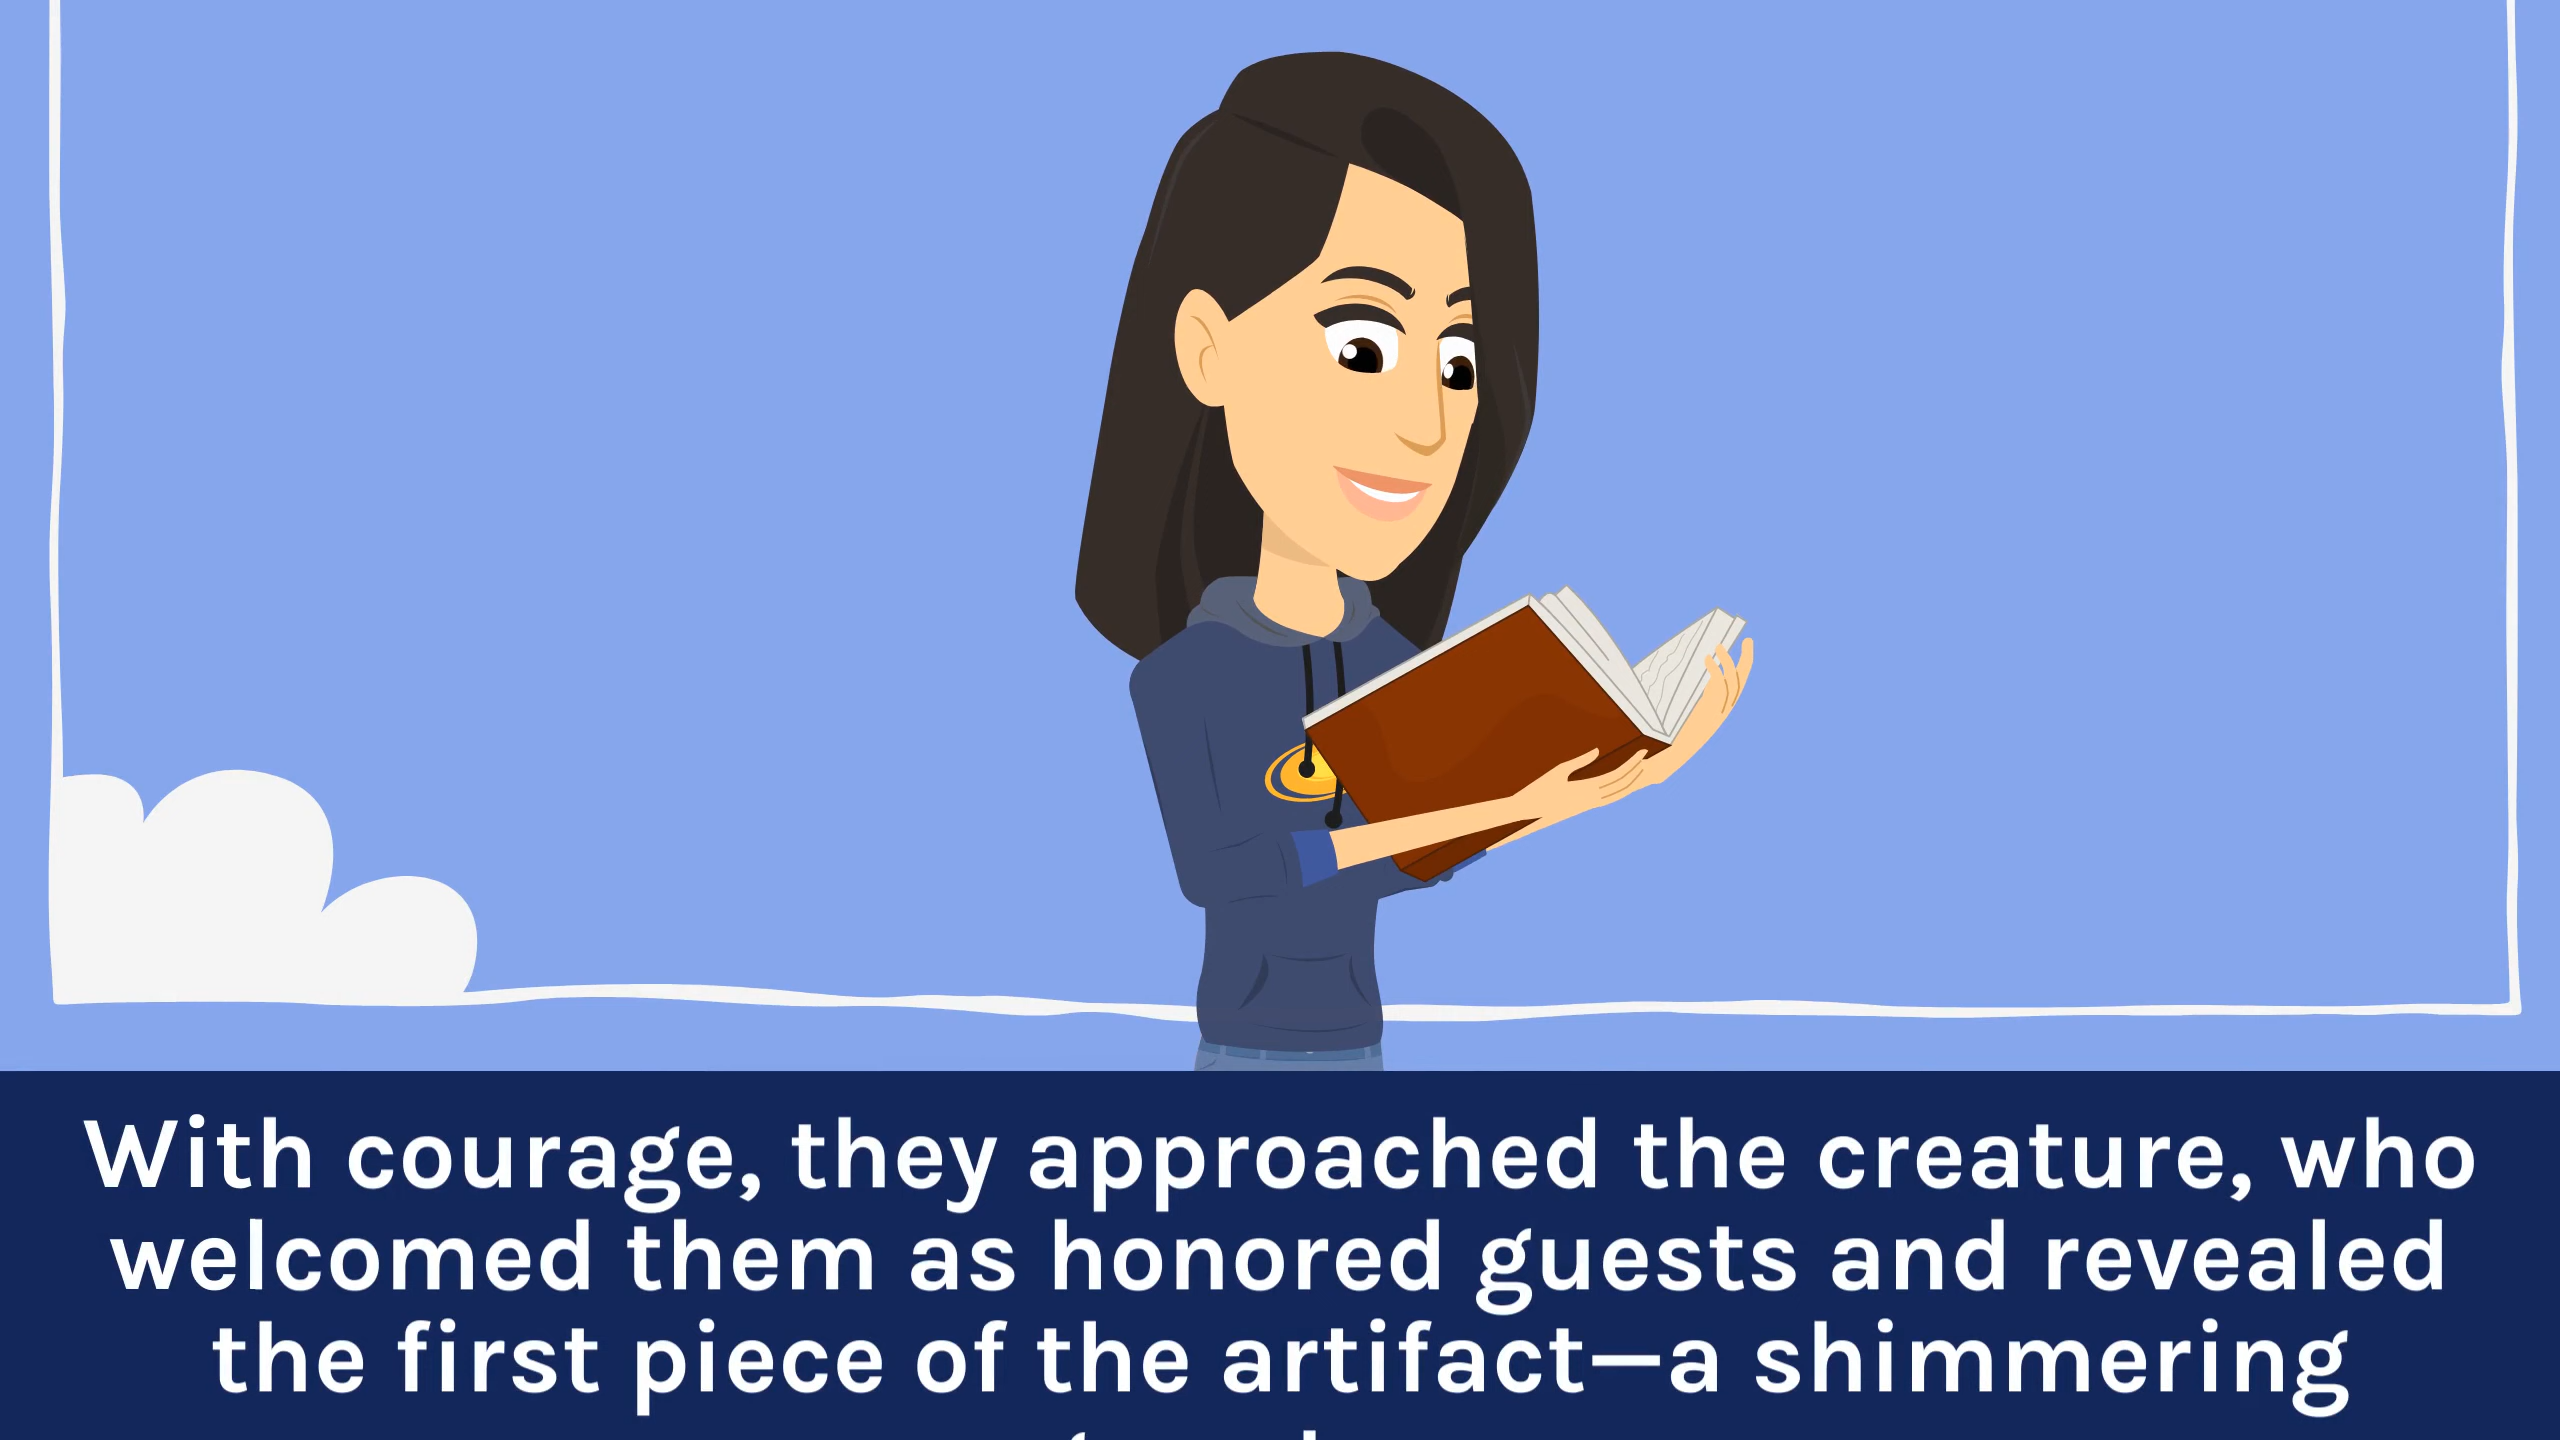 With courage, they approached the creature, who
welcomed them as honored guests and revealed
the first piece of the artifact—a shimmering